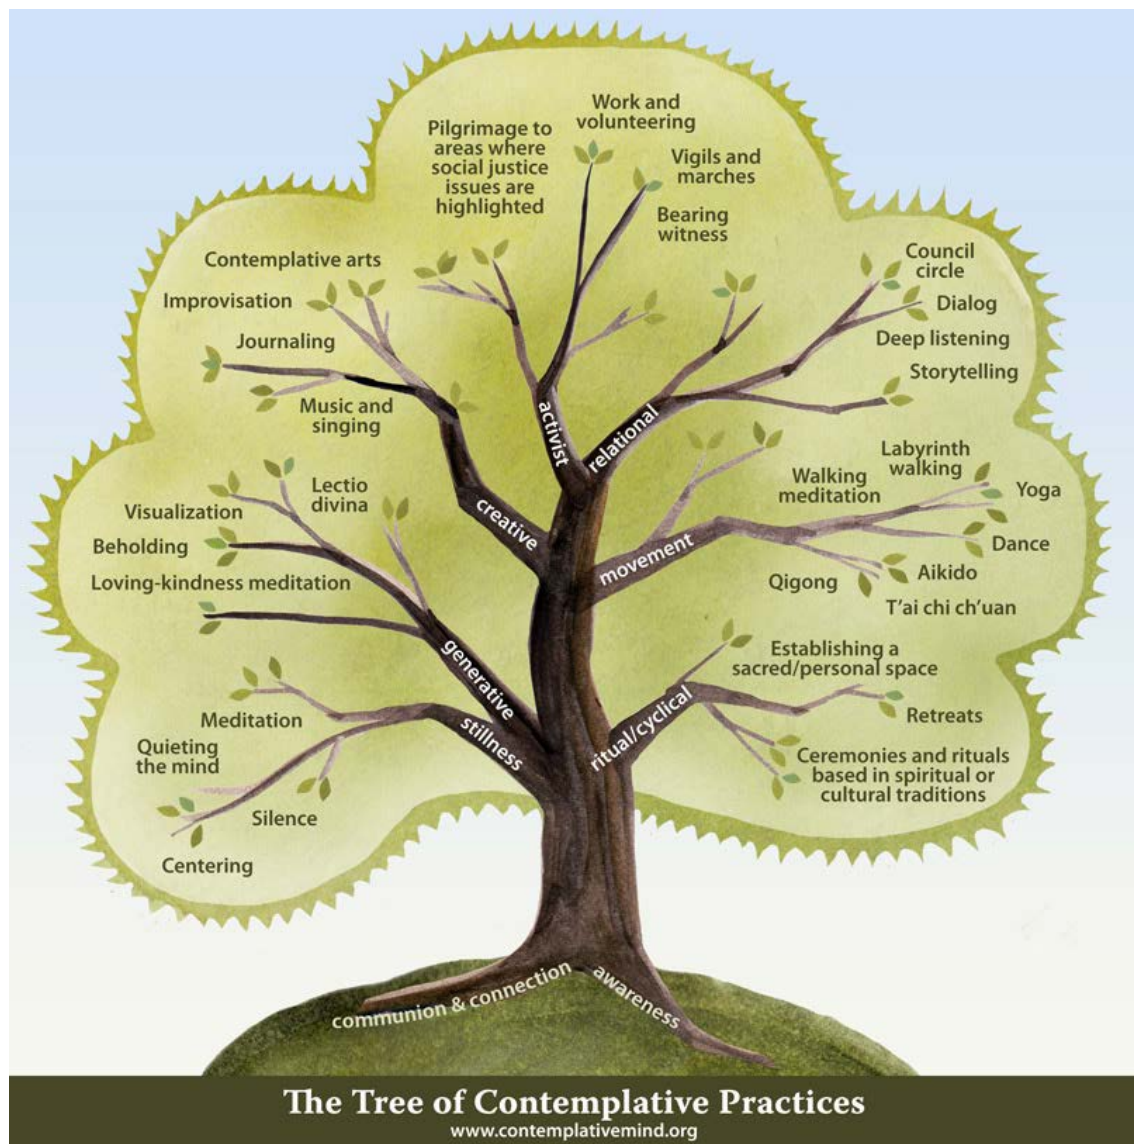 Work and
volunteering
Pilgrimage to
areas where
social justice
issues are
highlighted
Vigils and
marches
Bearing
witness
Contemplative arts
Improvisation
Journaling
Music and
singing
Council
circle
Dialog
Deep listening
Storytelling
activist
relational
creative
movement
Labyrinth
walking
Walking
meditation
Yoga
Dance
Qigong
Aikido
T'ai chi ch'uan
Lectio
divina
Visualization
Beholding
Loving-kindness meditation
generative
stillness
ritual/cyclical
Establishing a
sacred/personal space
Retreats
Ceremonies and rituals
based in spiritual or
cultural traditions
Meditation
Quieting
the mind
Silence
Centering
communion & connection
awareness
The Tree of Contemplative Practices
www.contemplativemind.org